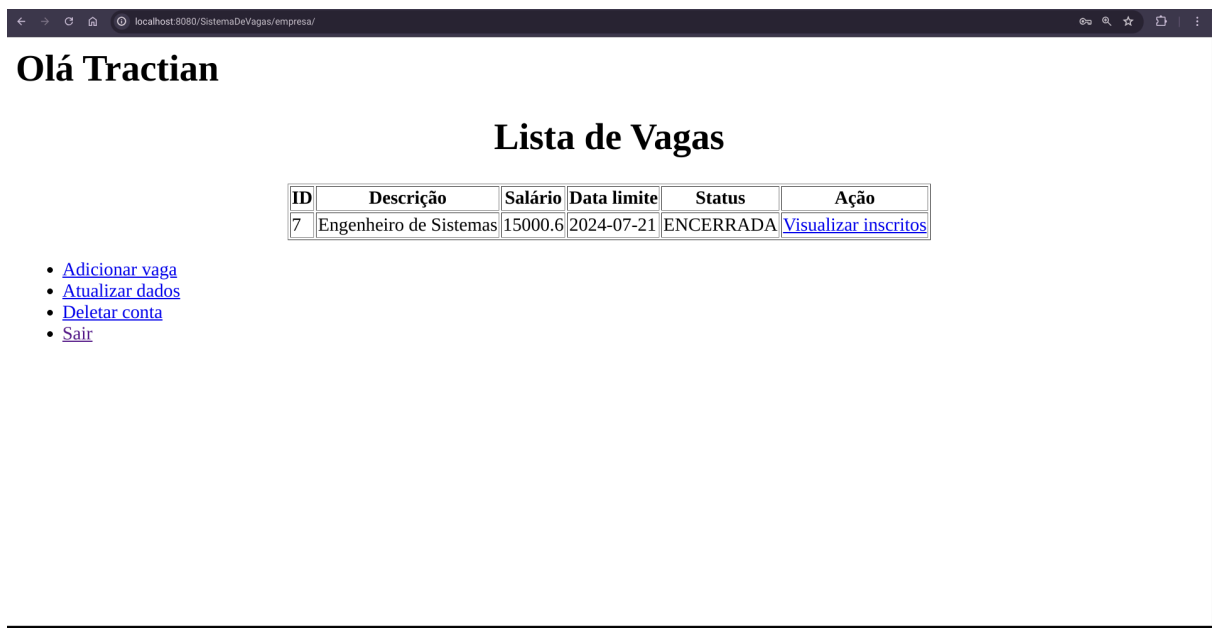 localhost:8080/SistemaDeVagas/empresa/
Olá Tractian
Lista de Vagas
ID Descrição Salário Data limite Status Ação
7 Engenheiro de Sistemas 15000.6 2024-07-21 ENCERRADA Visualizar inscritos
Adicionar vaga
Atualizar dados
Deletar conta
Sair